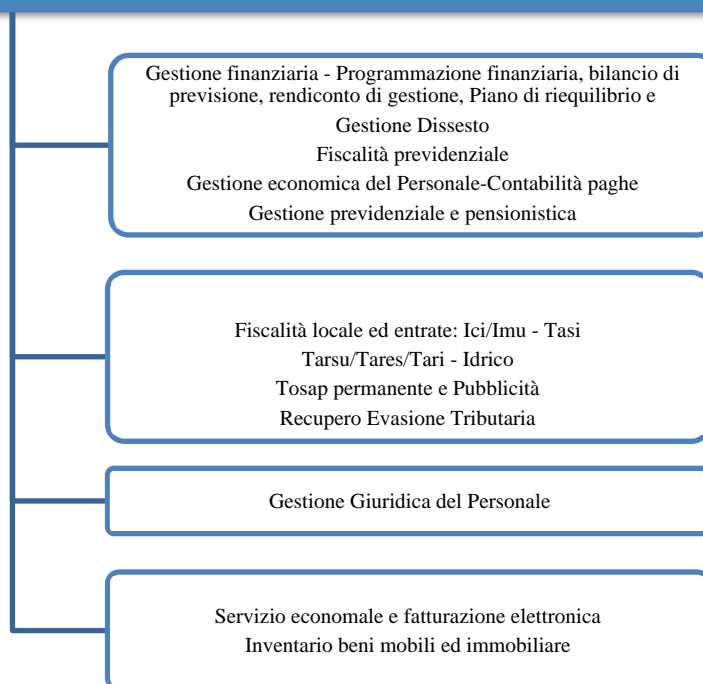 Gestione finanziaria - Programmazione finanziaria, bilancio di
previsione, rendiconto di gestione, Piano di riequilibrio e
Gestione Dissesto
Fiscalità previdenziale
Gestione economica del Personale-Contabilità paghe
Gestione previdenziale e pensionistica
Fiscalità locale ed entrate: Ici/Imu - Tasi
Tarsu/Tares/Tari - Idrico
Tosap permanente e Pubblicità
Recupero Evasione Tributaria
Gestione Giuridica del Personale
Servizio economale e fatturazione elettronica
Inventario beni mobili ed immobiliare